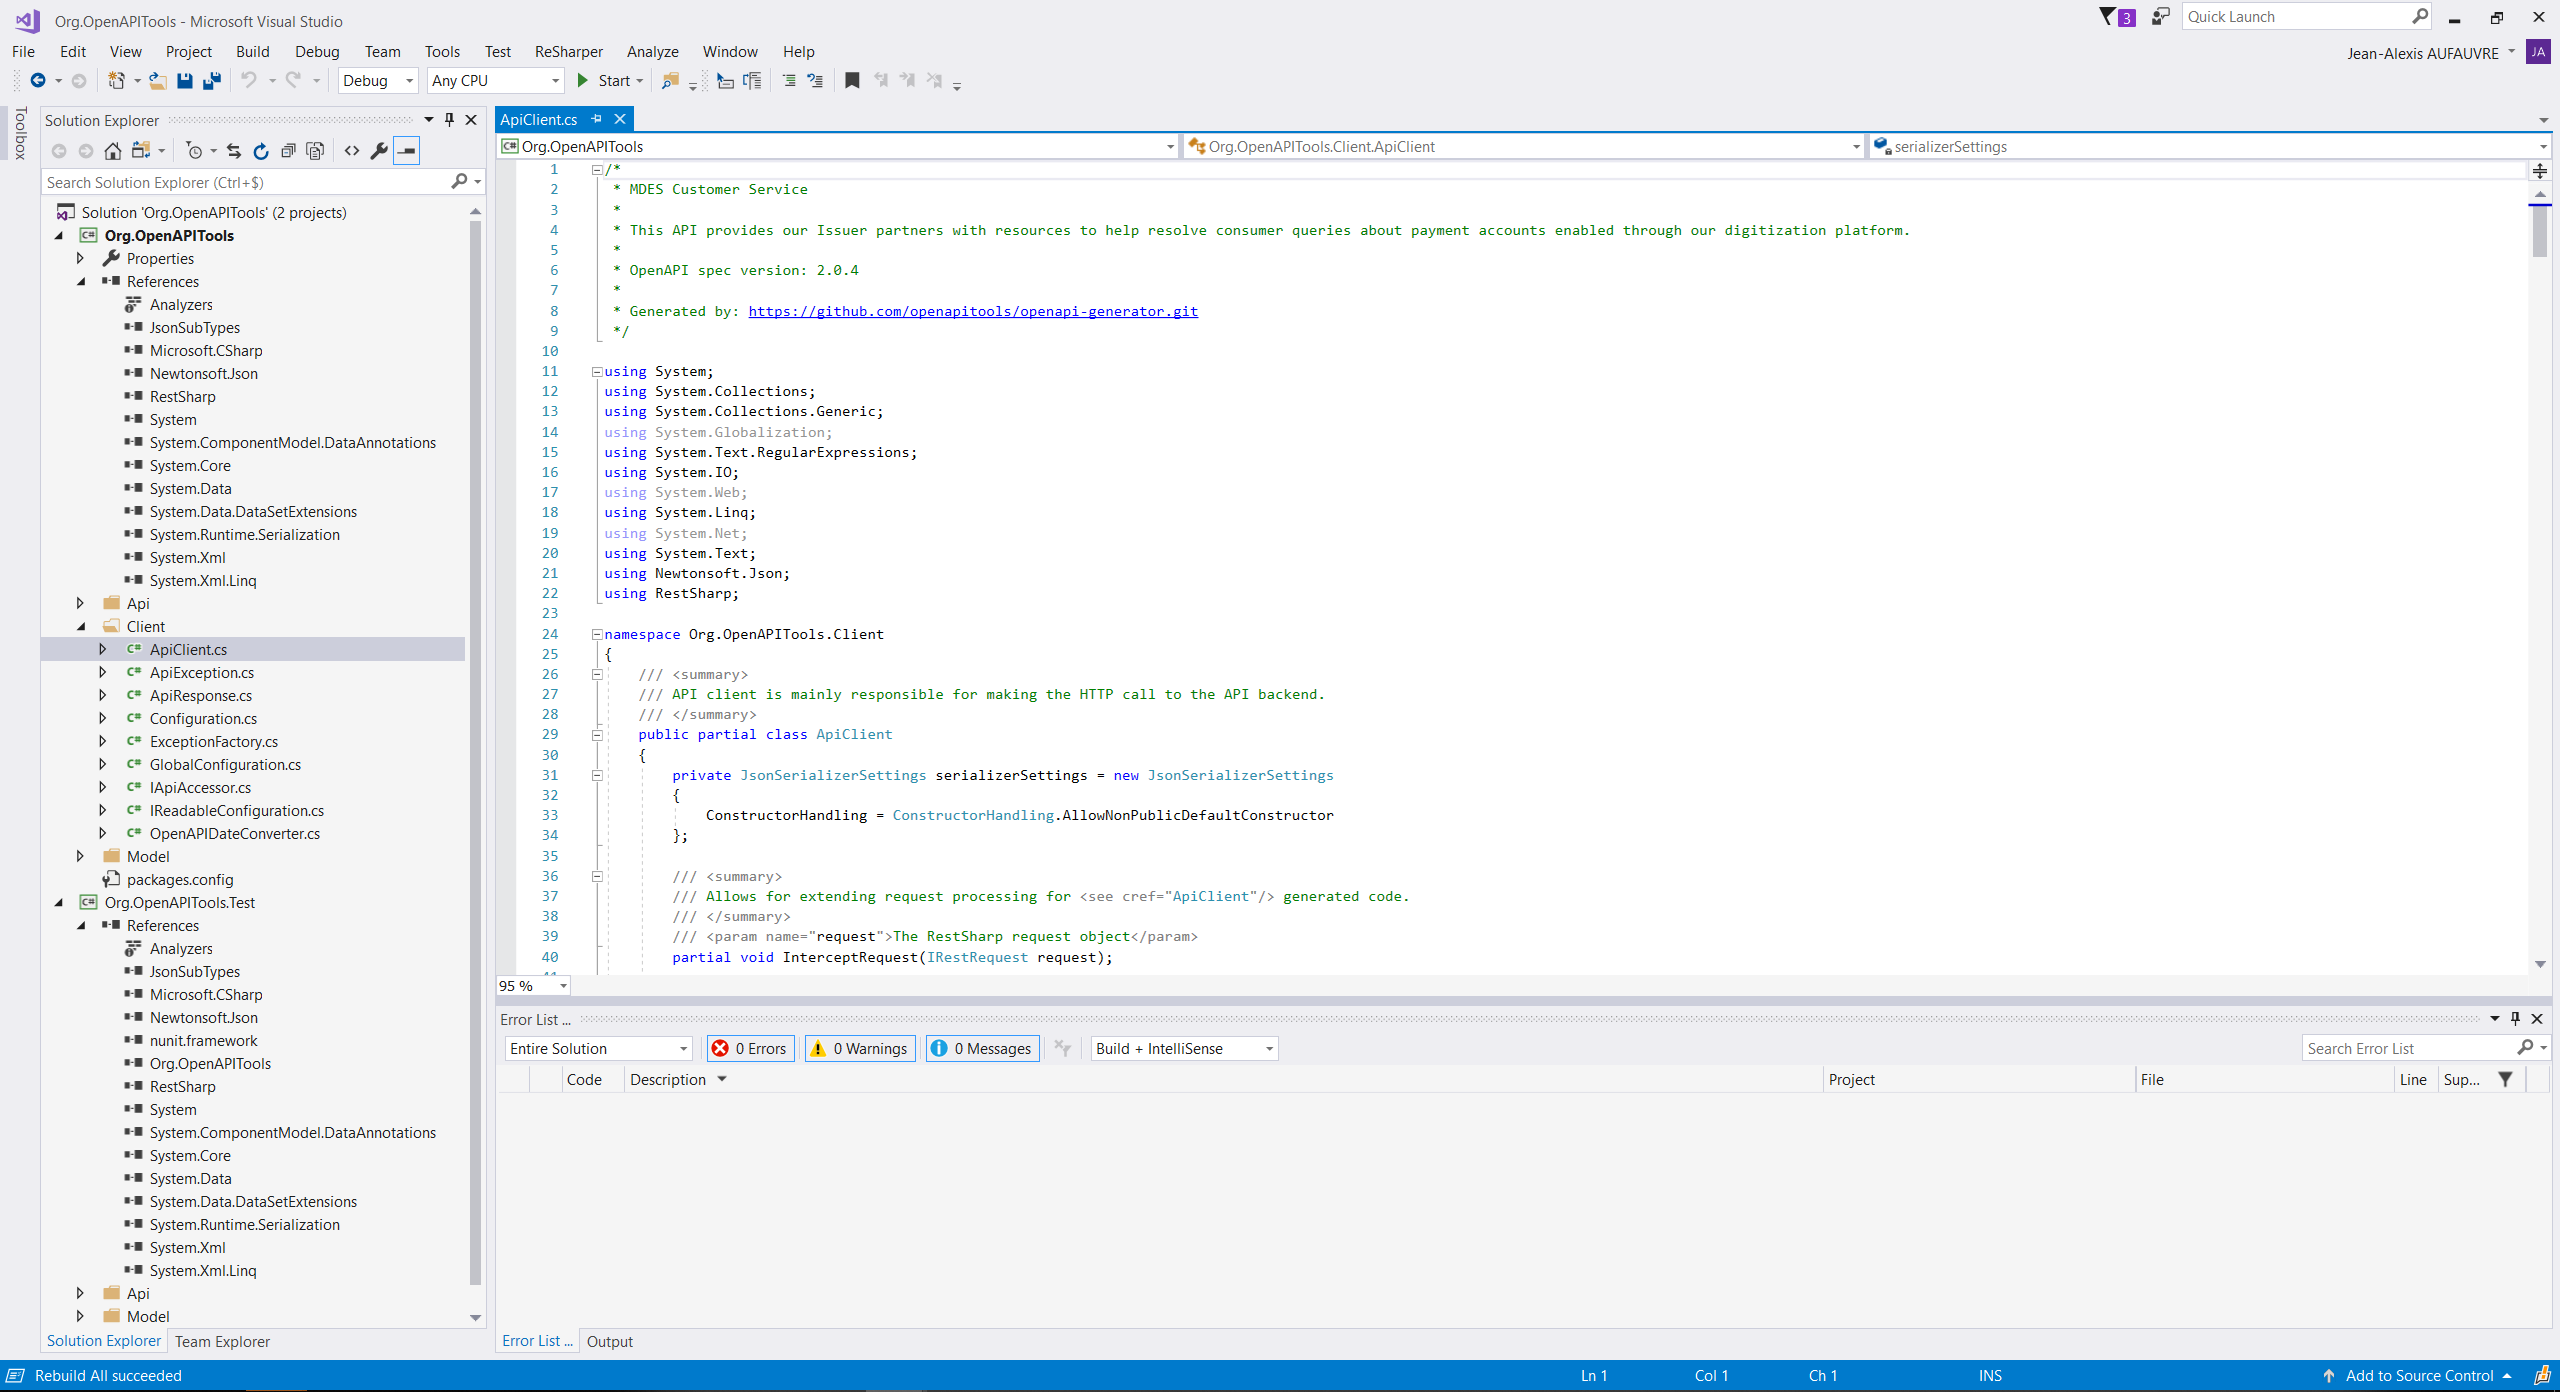 Org.OpenAPITools - Microsoft Visual Studio
3
Quick Launch
File Edit View Project Build Debug Team Tools Test ReSharper Analyze Window Help
Jean-Alexis AUFAUVRE JA
Debug Any CPU Start
Toolbox
Solution Explorer
Search Solution Explorer (Ctrl+$)
Solution 'Org.OpenAPITools' (2 projects)
Org.OpenAPITools
Properties
References
Analyzers
JsonSubTypes
Microsoft.CSharp
Newtonsoft.Json
RestSharp
System
System.ComponentModel.DataAnnotations
System.Core
System.Data
System.Data.DataSetExtensions
System.Runtime.Serialization
System.Xml
System.Xml.Linq
Api
Client
ApiClient.cs
ApiException.cs
ApiResponse.cs
Configuration.cs
ExceptionFactory.cs
GlobalConfiguration.cs
IApiAccessor.cs
IReadableConfiguration.cs
OpenAPIDateConverter.cs
Model
packages.config
Org.OpenAPITools.Test
References
Analyzers
JsonSubTypes
Microsoft.CSharp
Newtonsoft.Json
nunit.framework
Org.OpenAPITools
RestSharp
System
System.ComponentModel.DataAnnotations
System.Core
System.Data
System.Data.DataSetExtensions
System.Runtime.Serialization
System.Xml
System.Xml.Linq
Api
Model
Solution Explorer Team Explorer
ApiClient.cs
Org.OpenAPITools Org.OpenAPITools.Client.ApiClient serializerSettings
1 /*
2 * MDES Customer Service
3 *
4 * This API provides our Issuer partners with resources to help resolve consumer queries about payment accounts enabled through our digitization platform.
5 *
6 * OpenAPI spec version: 2.0.4
7 *
8 * Generated by: https://github.com/openapitools/openapi-generator.git
9 */
10
11 using System;
12 using System.Collections;
13 using System.Collections.Generic;
14 using System.Globalization;
15 using System.Text.RegularExpressions;
16 using System.IO;
17 using System.Web;
18 using System.Linq;
19 using System.Net;
20 using System.Text;
21 using Newtonsoft.Json;
22 using RestSharp;
23
24 namespace Org.OpenAPITools.Client
25 {
26 /// <summary>
27 /// API client is mainly responsible for making the HTTP call to the API backend.
28 /// </summary>
29 public partial class ApiClient
30 {
31 private JsonSerializerSettings serializerSettings = new JsonSerializerSettings
32 {
33 ConstructorHandling = ConstructorHandling.AllowNonPublicDefaultConstructor
34 };
35
36 /// <summary>
37 /// Allows for extending request processing for <see cref="ApiClient"/> generated code.
38 /// </summary>
39 /// <param name="request">The RestSharp request object</param>
40 partial void InterceptRequest(IRestRequest request);
95 %
Error List ...
Entire Solution 0 Errors 0 Warnings 0 Messages Build + IntelliSense Search Error List
Code Description Project File Line Sup...
Error List ... Output
Rebuild All succeeded Ln 1 Col 1 Ch 1 INS Add to Source Control